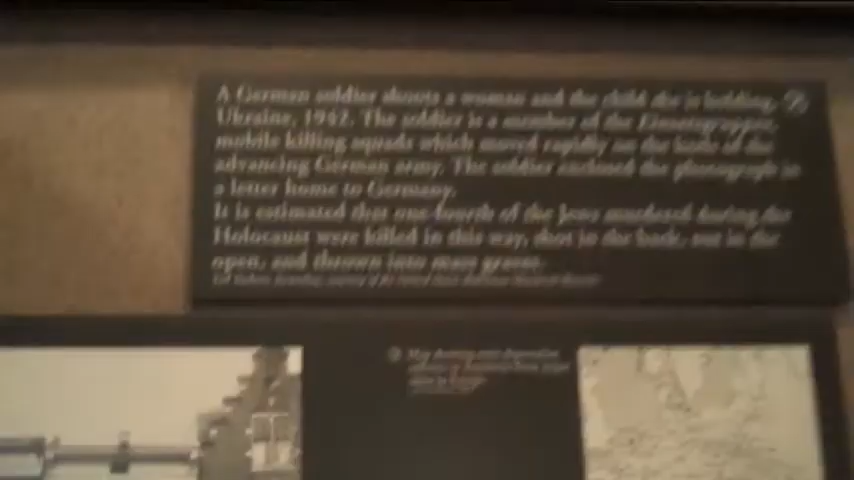 A German soldier shoots a woman and the child she is holding,
Ukraine, 1942. The soldier is a member of the Einsatzgruppen,
mobile killing squads which moved rapidly on the heels of the
advancing German army. The soldier enclosed the photograph in
a letter home to Germany.
It is estimated that one fourth of the Jews murdered during the
Holocaust were killed in this way, shot in the back, out in the
open, and thrown into mass graves.
Map showing